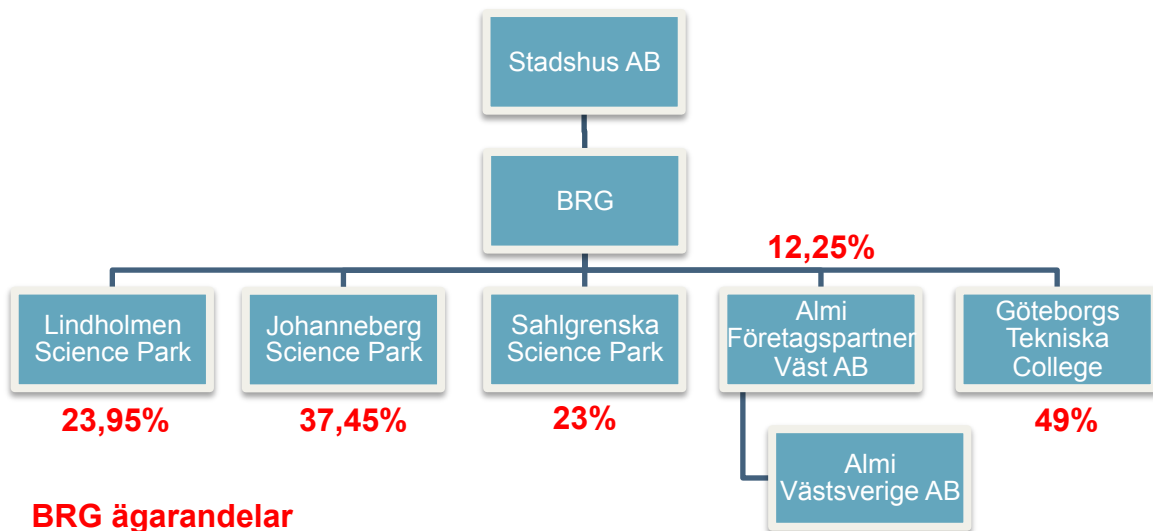 Stadshus AB
BRG
12,25%
Lindholmen
Science Park
Johanneberg
Science Park
Sahlgrenska
Science Park
Almi
Företagspartner
Väst AB
Göteborgs
Tekniska
College
23,95%
37,45%
23%
49%
Almi
Västsverige AB
BRG ägarandelar